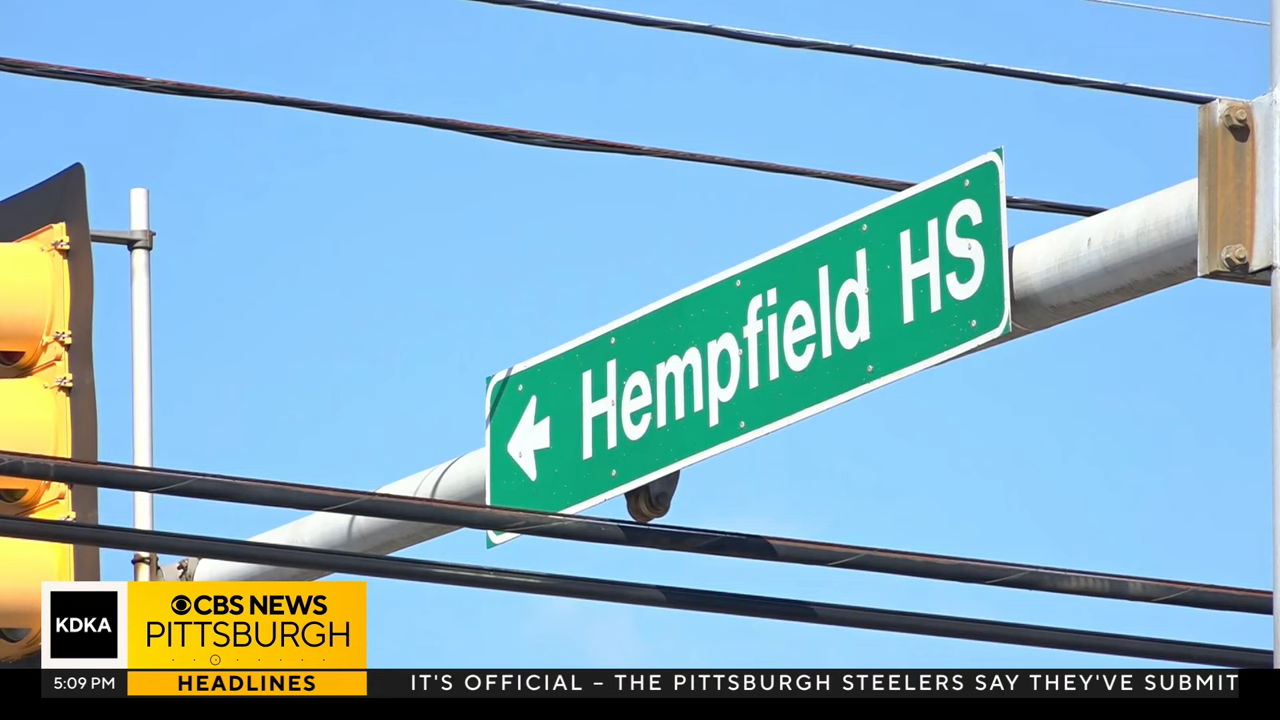 Hempfield HS
KDKA
CBS NEWS
PITTSBURGH
5:09 PM
HEADLINES
IT'S OFFICIAL – THE PITTSBURGH STEELERS SAY THEY'VE SUBMIT